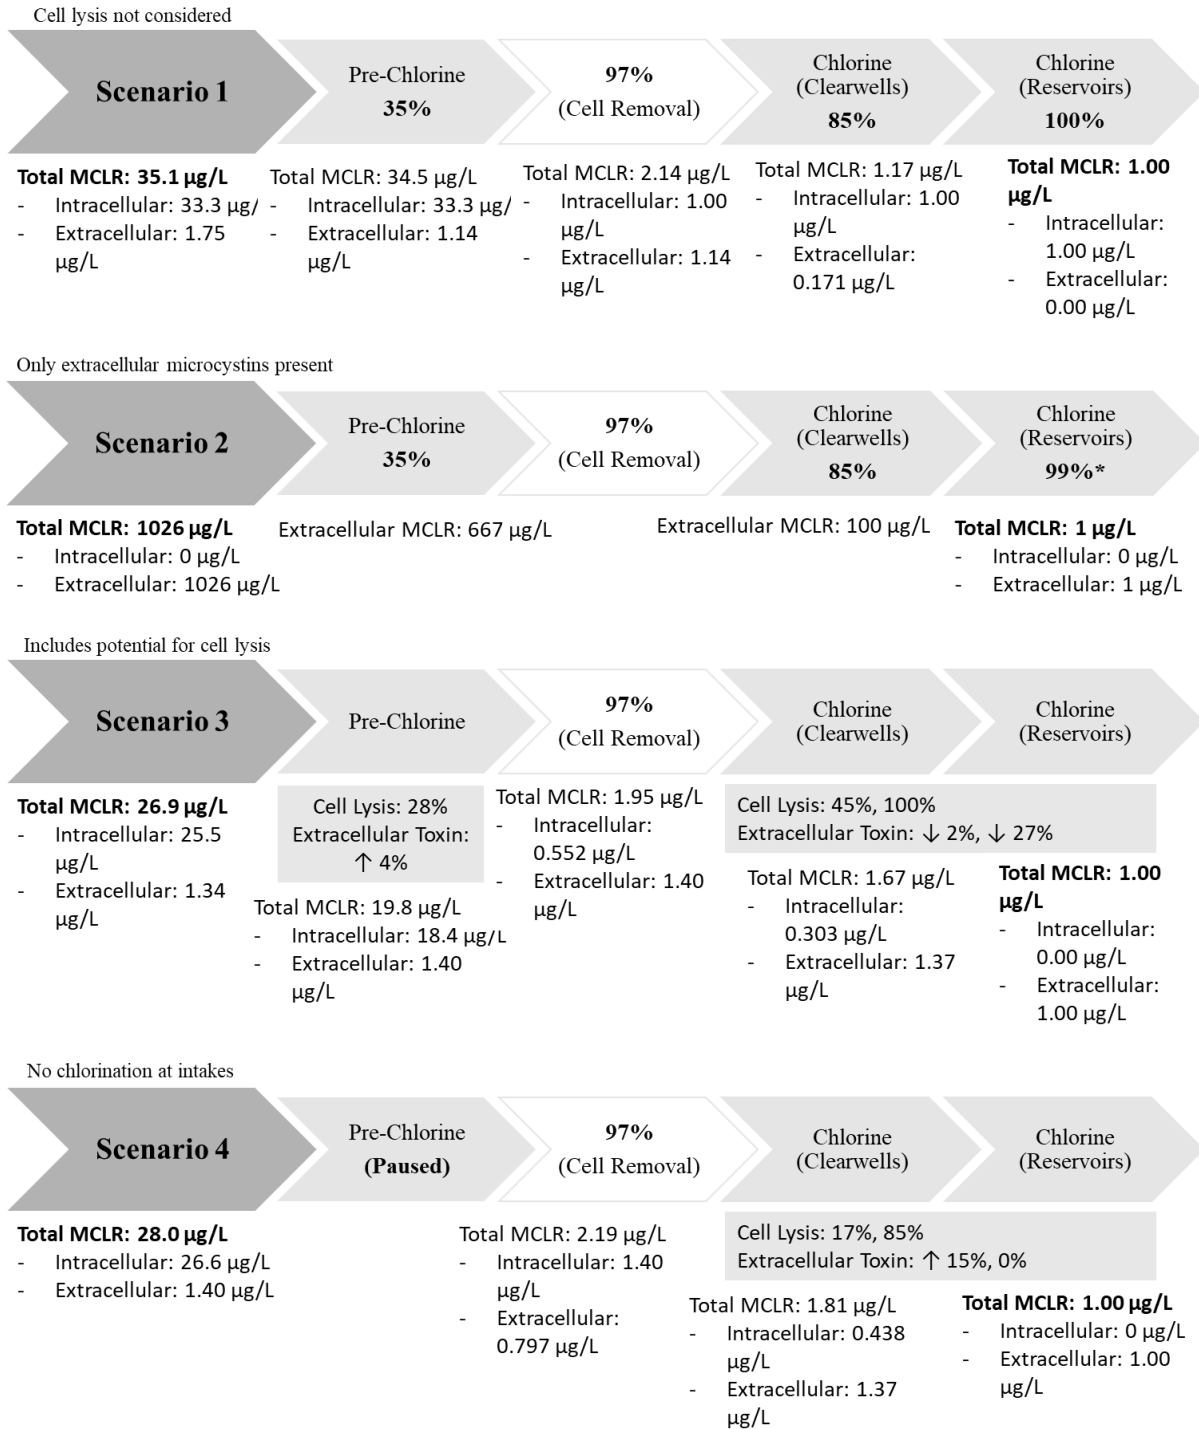 Cell lysis not considered
Scenario 1
Pre-Chlorine
35%
97%
(Cell Removal)
Chlorine
(Clearwells)
85%
Chlorine
(Reservoirs)
100%
Total MCLR: 35.1 µg/L
- Intracellular: 33.3 µg/
- Extracellular: 1.75
µg/L
Total MCLR: 34.5 µg/L
- Intracellular: 33.3 µg/
- Extracellular: 1.14
µg/L
Total MCLR: 2.14 µg/L
- Intracellular: 1.00
µg/L
- Extracellular: 1.14
µg/L
Total MCLR: 1.17 µg/L
- Intracellular: 1.00
µg/L
- Extracellular:
0.171 µg/L
Total MCLR: 1.00
µg/L
- Intracellular:
1.00 µg/L
- Extracellular:
0.00 µg/L
Only extracellular microcystins present
Scenario 2
Pre-Chlorine
35%
97%
(Cell Removal)
Chlorine
(Clearwells)
85%
Chlorine
(Reservoirs)
99%*
Total MCLR: 1026 µg/L
- Intracellular: 0 µg/L
- Extracellular: 1026 µg/L
Extracellular MCLR: 667 µg/L
Extracellular MCLR: 100 µg/L
Total MCLR: 1 µg/L
- Intracellular: 0 µg/L
- Extracellular: 1 µg/L
Includes potential for cell lysis
Scenario 3
Pre-Chlorine
97%
(Cell Removal)
Chlorine
(Clearwells)
Chlorine
(Reservoirs)
Total MCLR: 26.9 µg/L
- Intracellular: 25.5
µg/L
- Extracellular: 1.34
µg/L
Cell Lysis: 28%
Extracellular Toxin:
↑ 4%
Total MCLR: 19.8 µg/L
- Intracellular: 18.4 µg/L
- Extracellular: 1.40
µg/L
Total MCLR: 1.95 µg/L
- Intracellular:
0.552 µg/L
- Extracellular: 1.40
µg/L
Cell Lysis: 45%, 100%
Extracellular Toxin: ↓ 2%, ↓ 27%
Total MCLR: 1.67 µg/L
- Intracellular:
0.303 µg/L
- Extracellular: 1.37
µg/L
Total MCLR: 1.00
µg/L
- Intracellular:
0.00 µg/L
- Extracellular:
1.00 µg/L
No chlorination at intakes
Scenario 4
Pre-Chlorine
(Paused)
97%
(Cell Removal)
Chlorine
(Clearwells)
Chlorine
(Reservoirs)
Total MCLR: 28.0 µg/L
- Intracellular: 26.6 µg/L
- Extracellular: 1.40 µg/L
Total MCLR: 2.19 µg/L
- Intracellular: 1.40
µg/L
- Extracellular:
0.797 µg/L
Cell Lysis: 17%, 85%
Extracellular Toxin: ↑ 15%, 0%
Total MCLR: 1.81 µg/L
- Intracellular: 0.438
µg/L
- Extracellular: 1.37
µg/L
Total MCLR: 1.00 µg/L
- Intracellular: 0 µg/L
- Extracellular: 1.00
µg/L